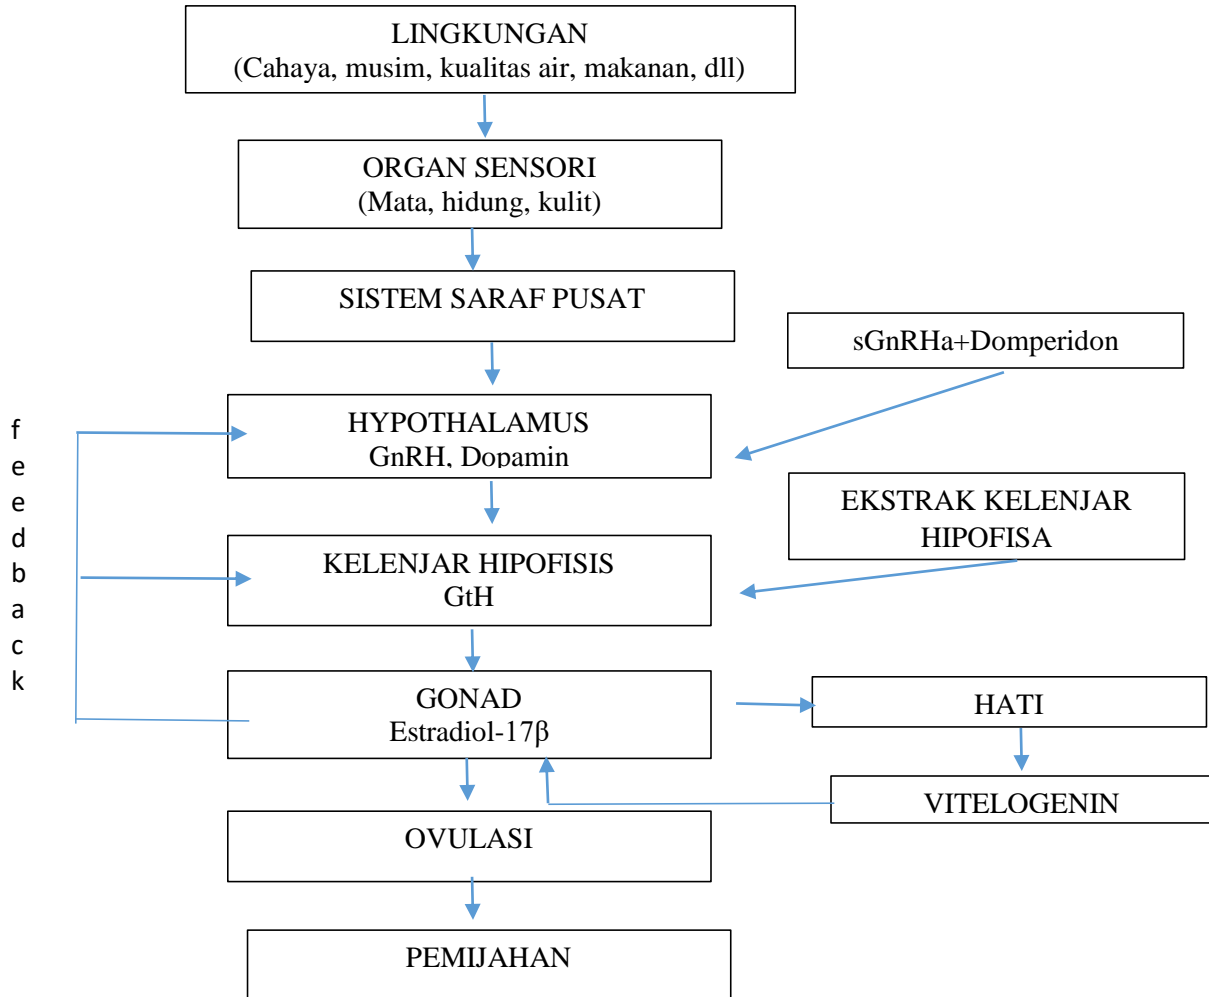 LINGKUNGAN
(Cahaya, musim, kualitas air, makanan, dll)
ORGAN SENSORI
(Mata, hidung, kulit)
SISTEM SARAF PUSAT
sGnRHa+Domperidon
HYPOTHALAMUS
GnRH, Dopamin
EKSTRAK KELENJAR
HIPOFISA
KELENJAR HIPOFISIS
GtH
GONAD
Estradiol-17β
HATI
VITELOGENIN
OVULASI
PEMIJAHAN
f
e
e
d
b
a
c
k